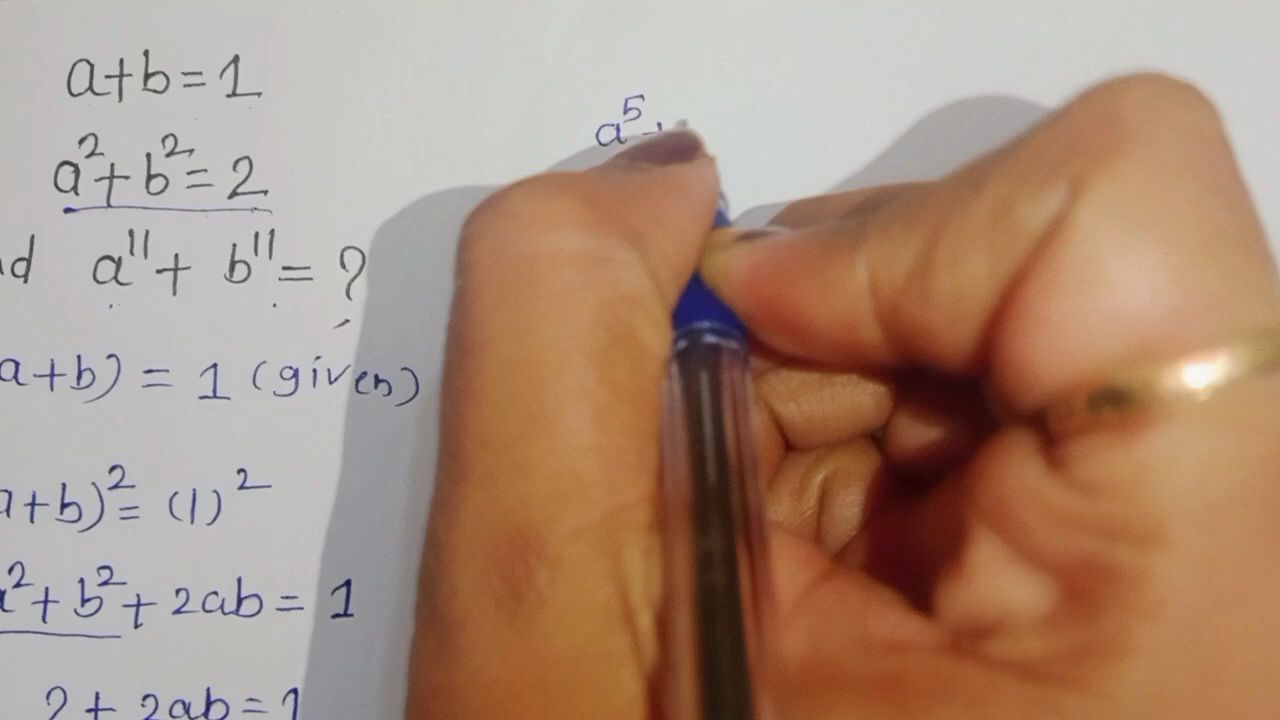 a+b=1
a²+b²=2
d a¹¹+ b¹¹= ?
a+b) = 1 (given)
+b)²= (1)²
²+b²+2ab= 1
2+2ab=1
a⁵+